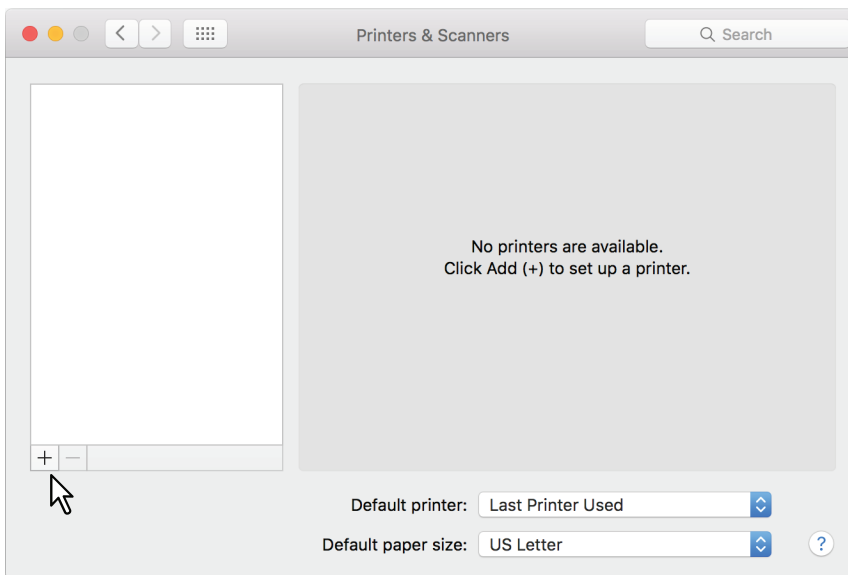 Printers & Scanners
Search
No printers are available.
Click Add (+) to set up a printer.
+ −
Default printer: Last Printer Used
Default paper size: US Letter
?